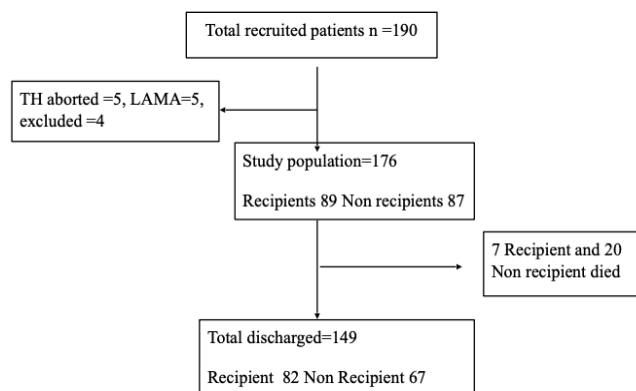 Total recruited patients n =190
TH aborted =5, LAMA=5,
excluded =4
Study population=176
Recipients 89 Non recipients 87
7 Recipient and 20
Non recipient died
Total discharged=149
Recipient 82 Non Recipient 67